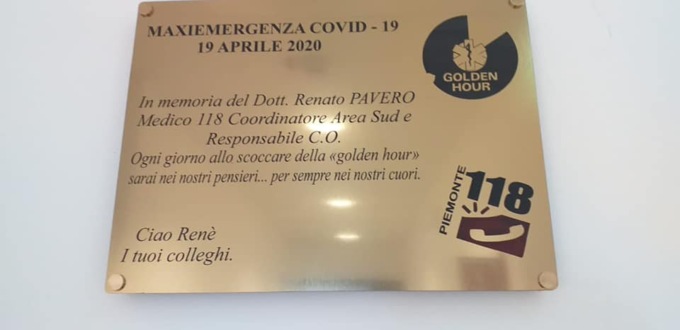 MAXIEMERGENZA COVID - 19
19 APRILE 2020
GOLDEN
HOUR
In memoria del Dott. Renato PAVERO
Medico 118 Coordinatore Area Sud e
Responsabile C.O.
Ogni giorno allo scoccare della «golden hour»
sarai nei nostri pensieri... per sempre nei nostri cuori.
PIEMONTE
118
Ciao Renè
I tuoi colleghi.